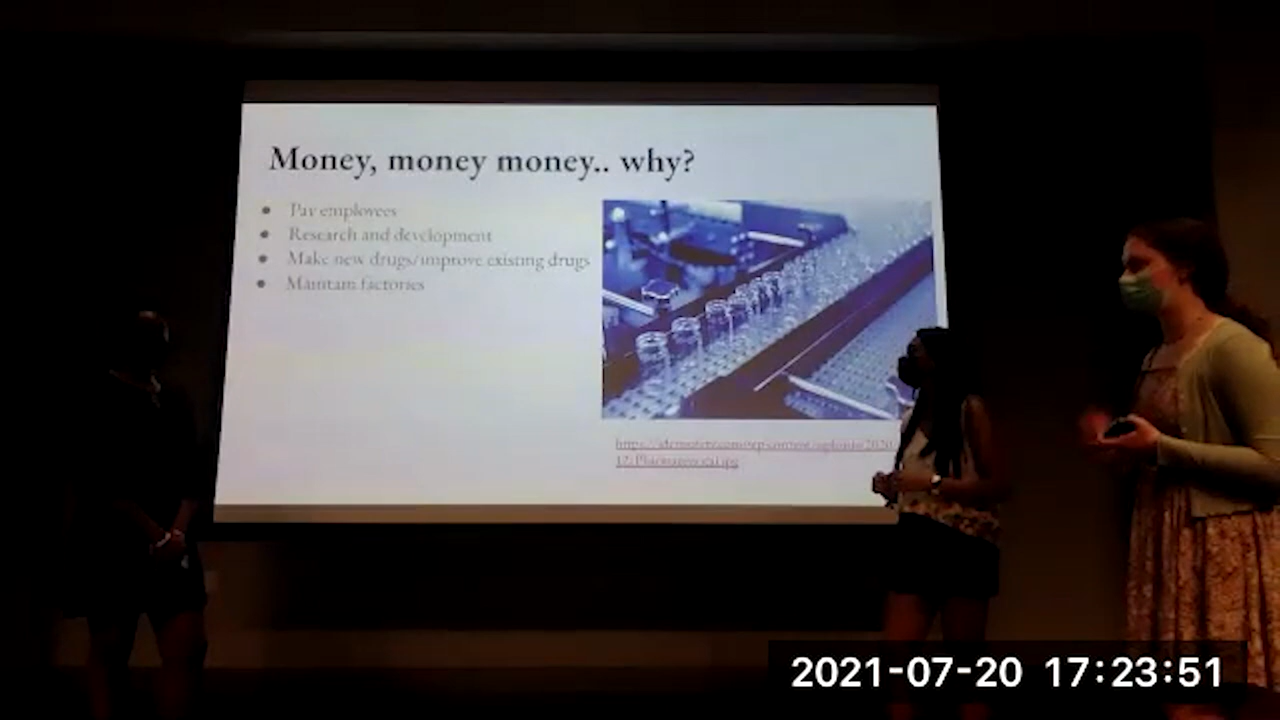 Money, money money.. why?
● Pay employees
● Research and development
● Make new drugs/improve existing drugs
● Maintain factories
2021-07-20 17:23:51